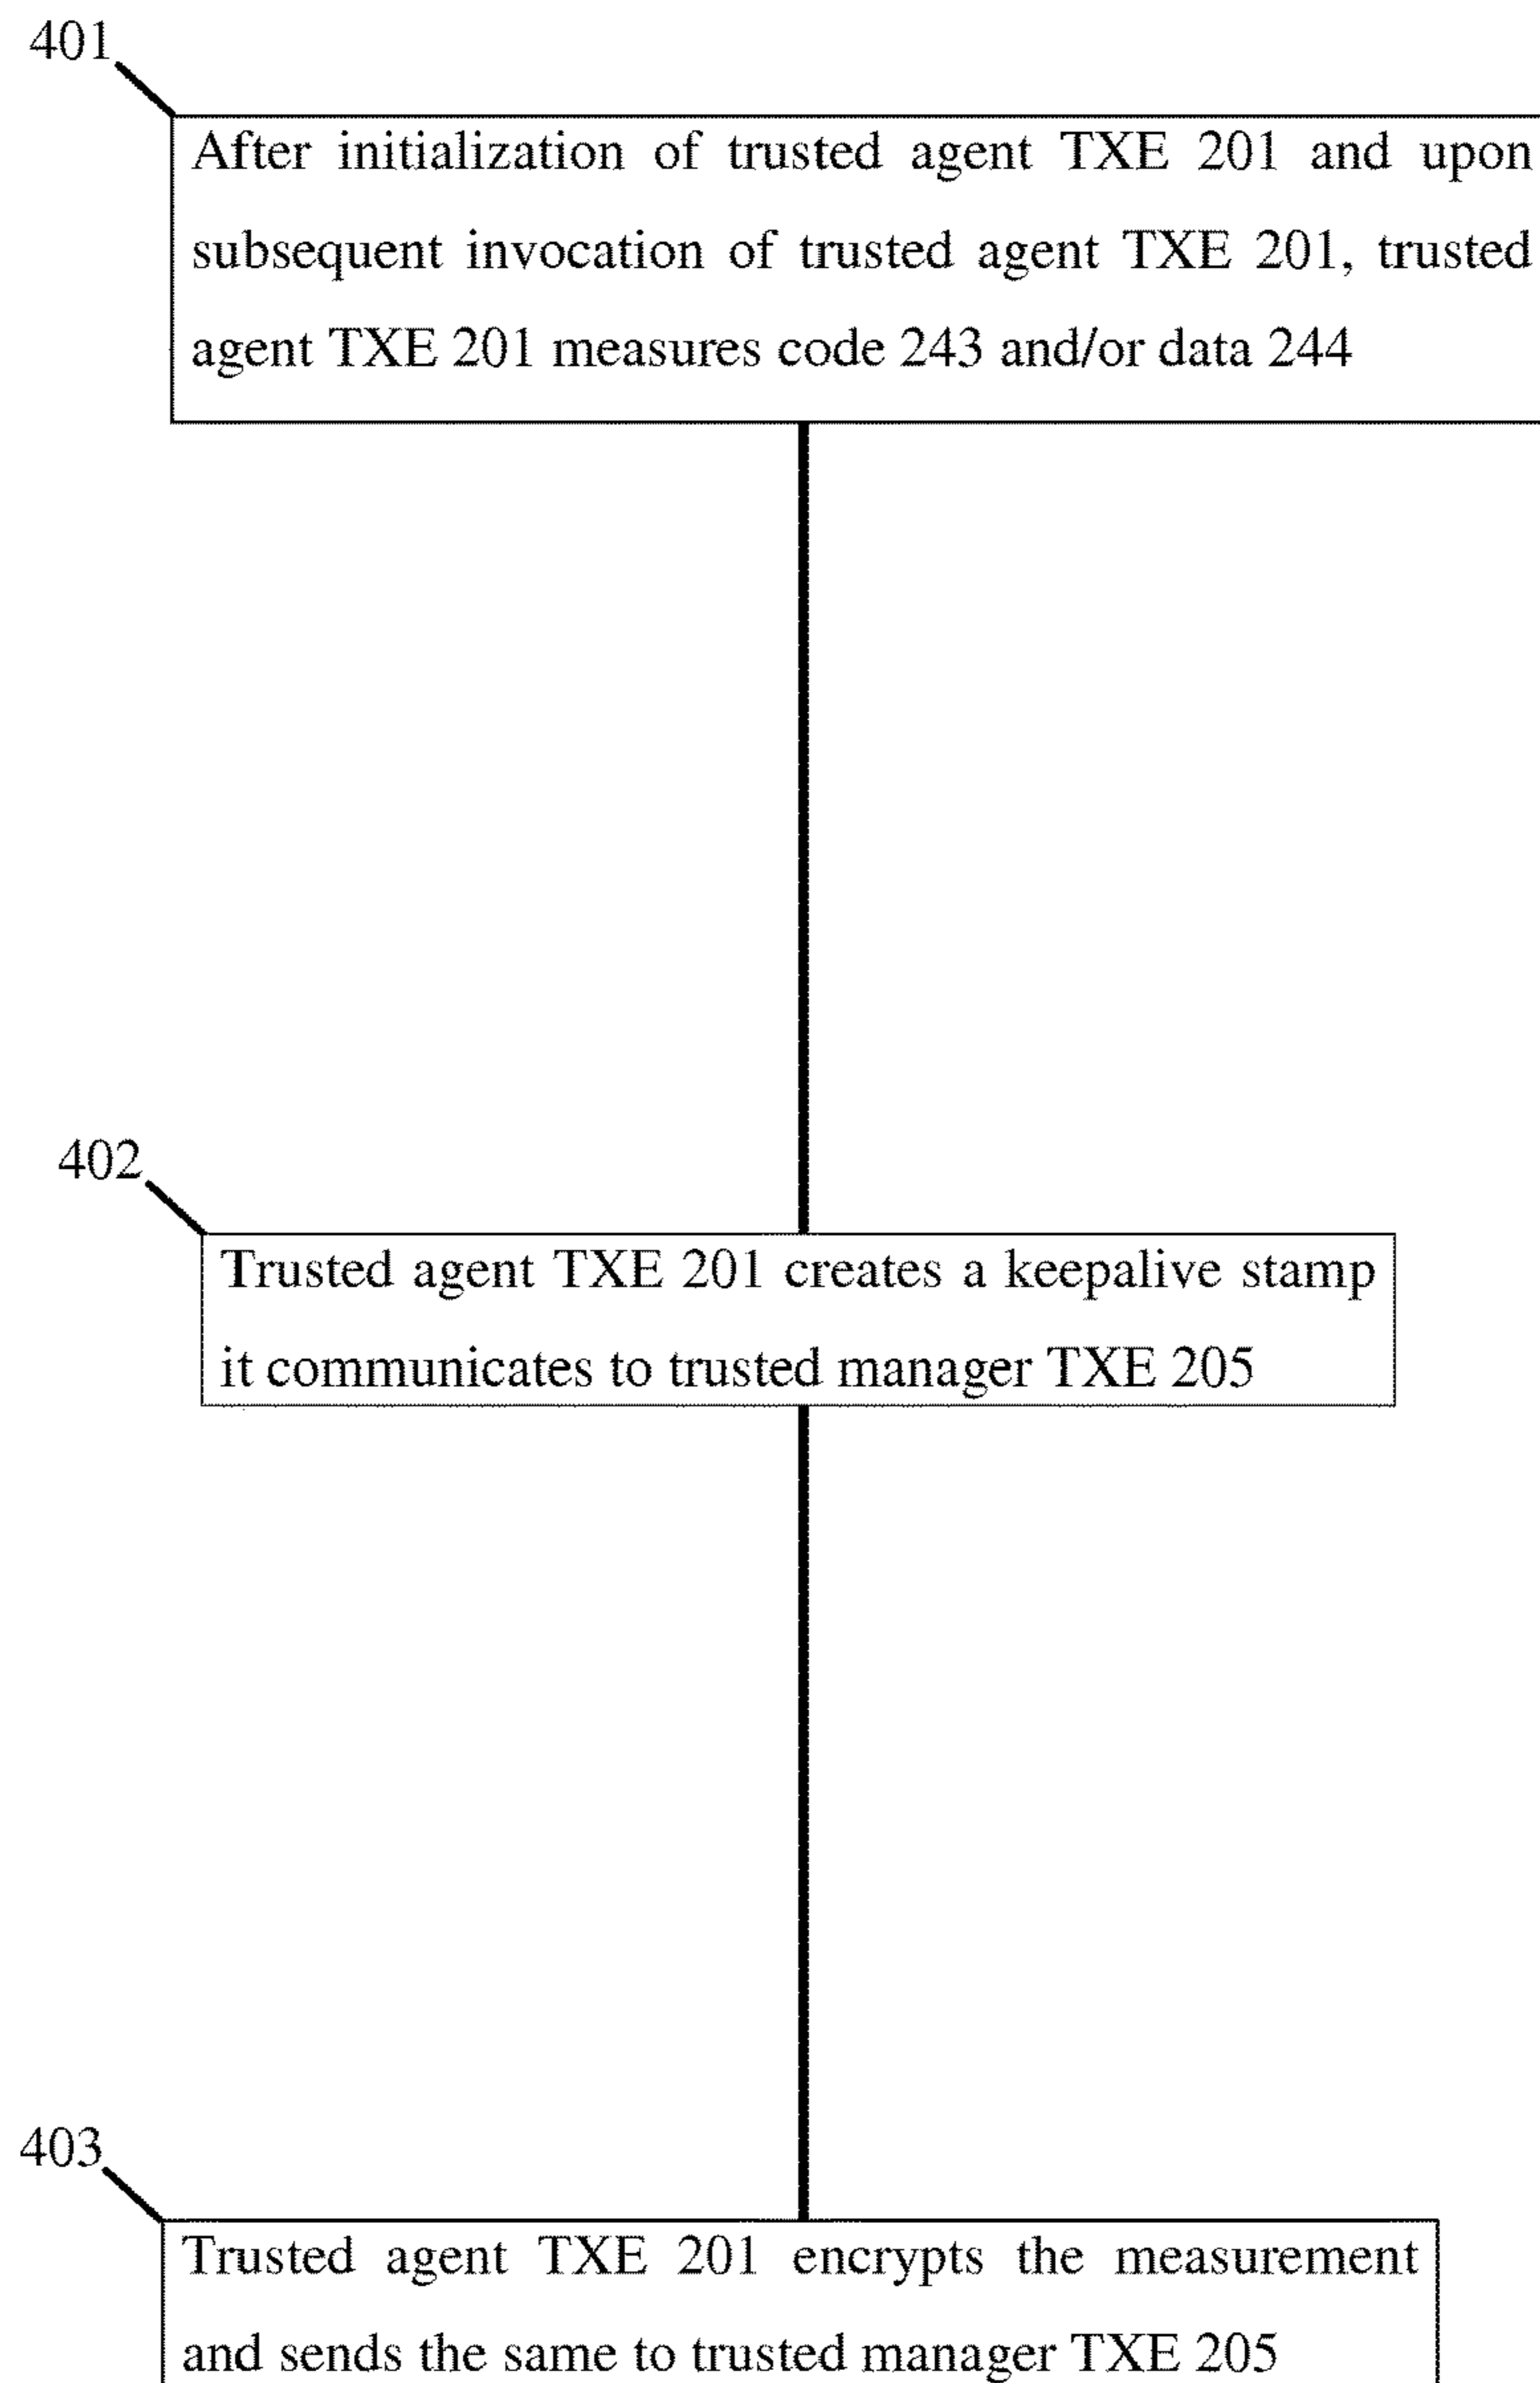 401
After initialization of trusted agent TXE 201 and upon
subsequent invocation of trusted agent TXE 201, trusted
agent TXE 201 measures code 243 and/or data 244
402
Trusted agent TXE 201 creates a keepalive stamp
it communicates to trusted manager TXE 205
403
Trusted agent TXE 201 encrypts the measurement
and sends the same to trusted manager TXE 205